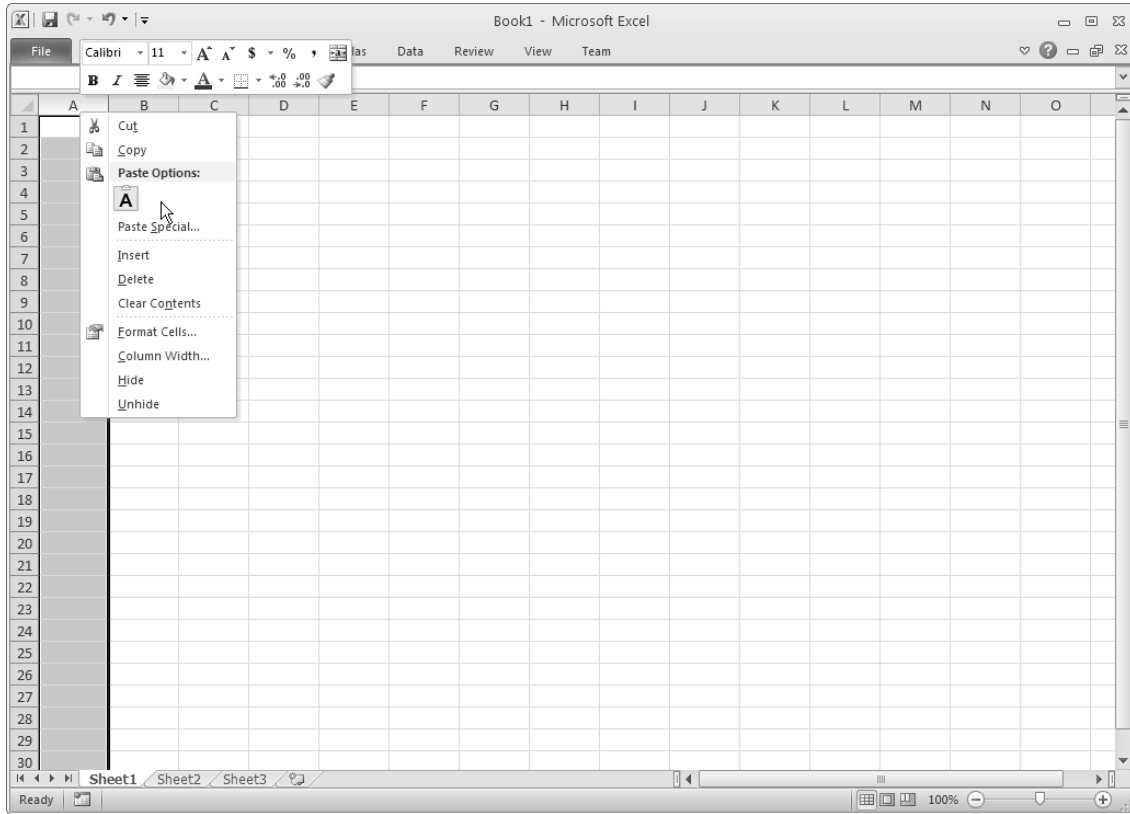 Book1 - Microsoft Excel
File las Data Review View Team
Calibri 11 A A $ % ,
B I A .00 .00
A B C D E F G H I J K L M N O
1
2
3
4
5
6
7
8
9
10
11
12
13
14
15
16
17
18
19
20
21
22
23
24
25
26
27
28
29
30
Cut
Copy
Paste Options:
A
Paste Special...
Insert
Delete
Clear Contents
Format Cells...
Column Width...
Hide
Unhide
Sheet1 Sheet2 Sheet3
Ready 100%